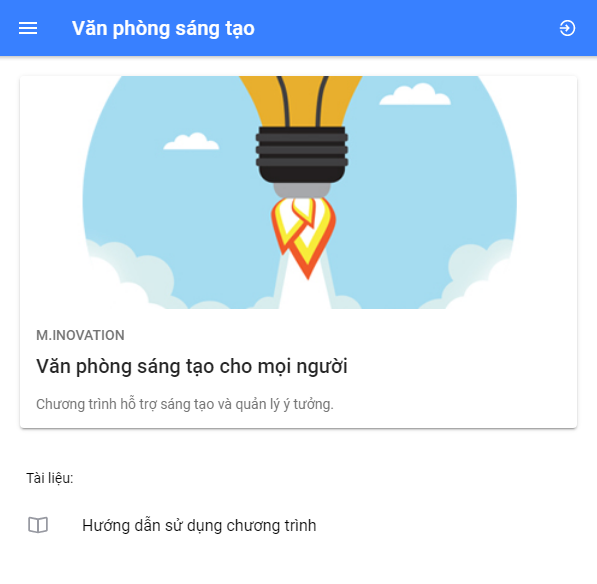 Văn phòng sáng tạo
M.INOVATION
Văn phòng sáng tạo cho mọi người
Chương trình hỗ trợ sáng tạo và quản lý ý tưởng.
Tài liệu:
Hướng dẫn sử dụng chương trình